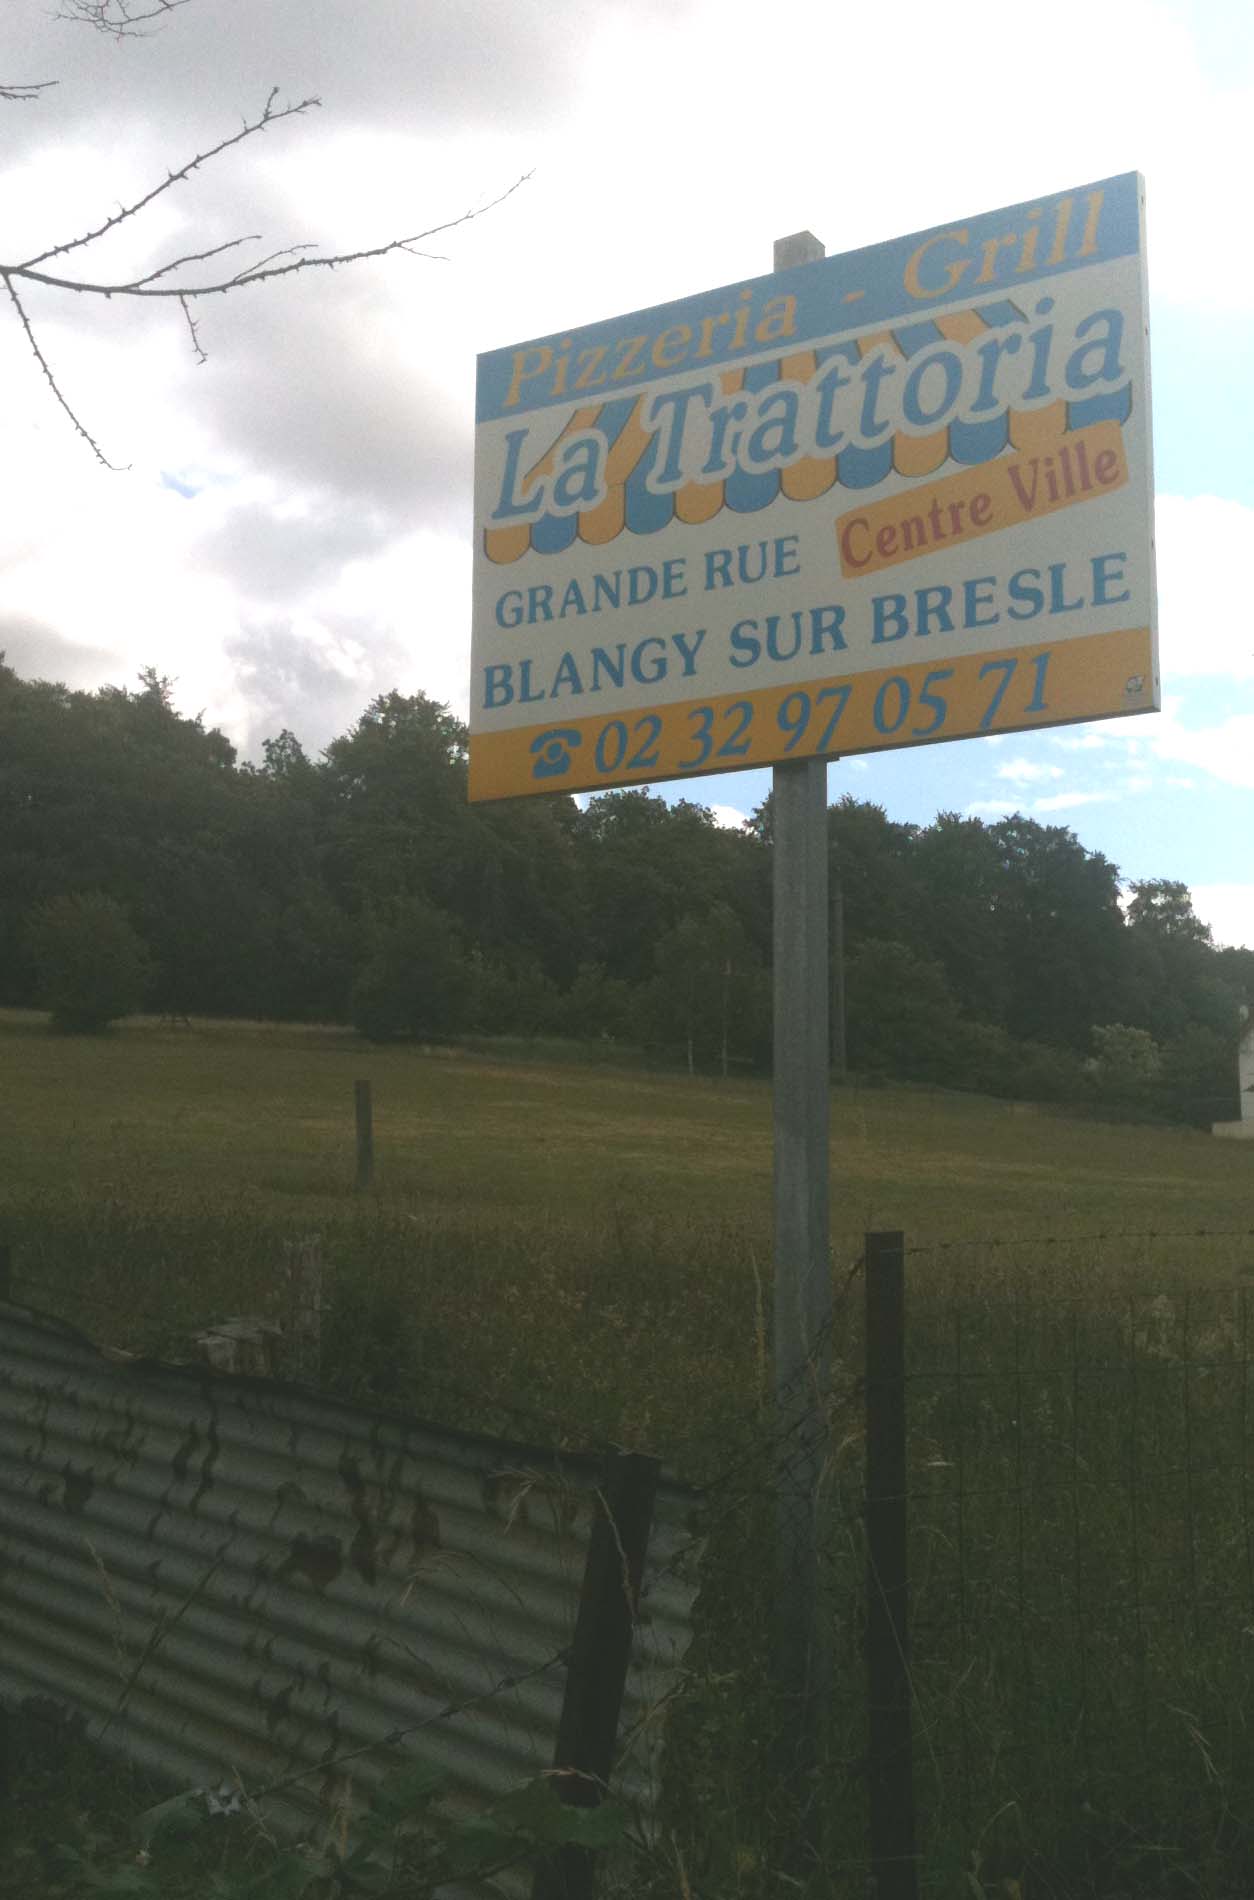 Pizzeria - Grill
La Trattoria
Centre Ville
GRANDE RUE
BLANGY SUR BRESLE
☎ 02 32 97 05 71